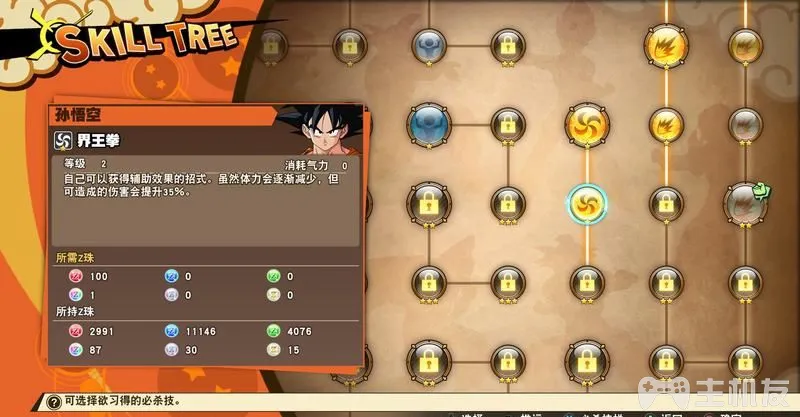 SKILL TREE
孙悟空
界王拳
等级 2 消耗气力 0
自己可以获得辅助效果的招式。虽然体力会逐渐减少，但
可造成的伤害会提升35%。
所需Z珠
100 0 0
1 0 0
所持Z珠
2991 11146 4076
87 30 15
可选择欲习得的必杀技。
主机友